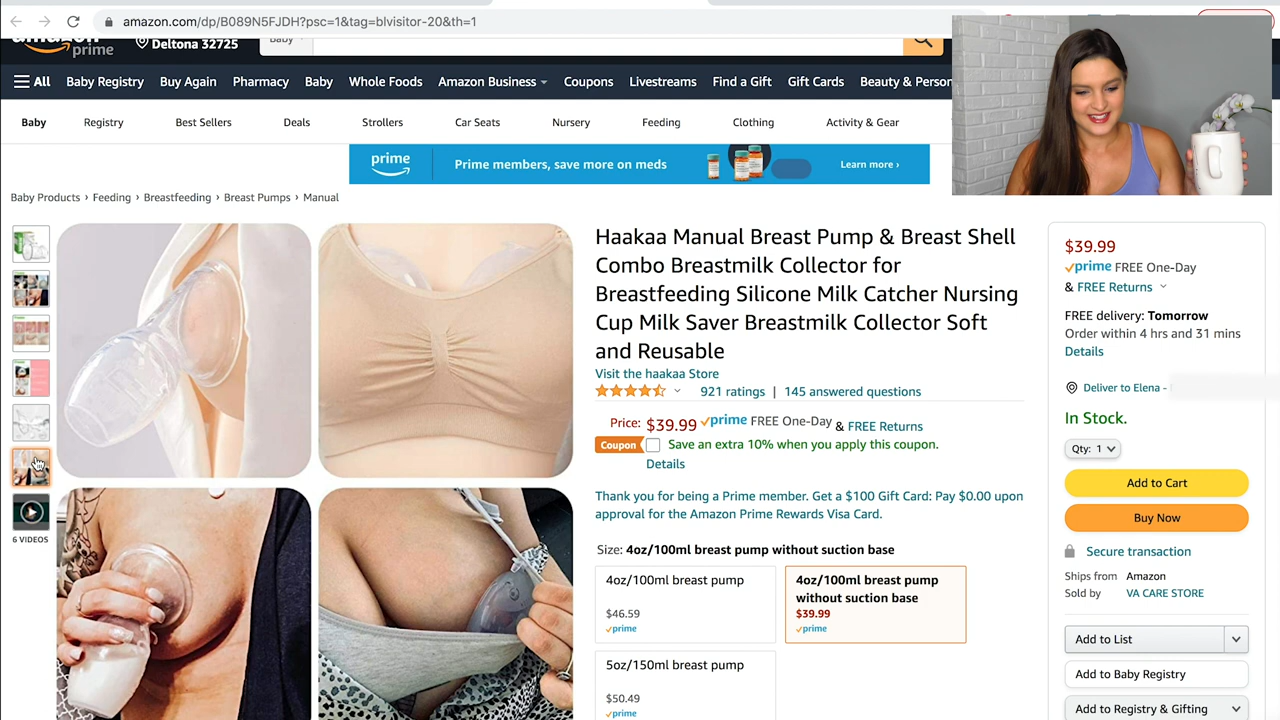 amazon.com/dp/B089N5FJDH?psc=1&tag=blvisitor-20&th=1
amazon
prime
Deltona 32725
Baby
All
Baby Registry
Buy Again
Pharmacy
Baby
Whole Foods
Amazon Business
Coupons
Livestreams
Find a Gift
Gift Cards
Beauty & Person
Baby
Registry
Best Sellers
Deals
Strollers
Car Seats
Nursery
Feeding
Clothing
Activity & Gear
prime
Prime members, save more on meds
Learn more ›
Baby Products › Feeding › Breastfeeding › Breast Pumps › Manual
6 VIDEOS
Haakaa Manual Breast Pump & Breast Shell
Combo Breastmilk Collector for
Breastfeeding Silicone Milk Catcher Nursing
Cup Milk Saver Breastmilk Collector Soft
and Reusable
Visit the haakaa Store
921 ratings | 145 answered questions
Price: $39.99 prime FREE One-Day & FREE Returns
Coupon Save an extra 10% when you apply this coupon.
Details
Thank you for being a Prime member. Get a $100 Gift Card: Pay $0.00 upon
approval for the Amazon Prime Rewards Visa Card.
Size: 4oz/100ml breast pump without suction base
4oz/100ml breast pump
$46.59
prime
4oz/100ml breast pump
without suction base
$39.99
prime
5oz/150ml breast pump
$50.49
prime
$39.99
prime FREE One-Day
& FREE Returns
FREE delivery: Tomorrow
Order within 4 hrs and 31 mins
Details
Deliver to Elena -
In Stock.
Qty: 1
Add to Cart
Buy Now
Secure transaction
Ships from Amazon
Sold by VA CARE STORE
Add to List
Add to Baby Registry
Add to Registry & Gifting